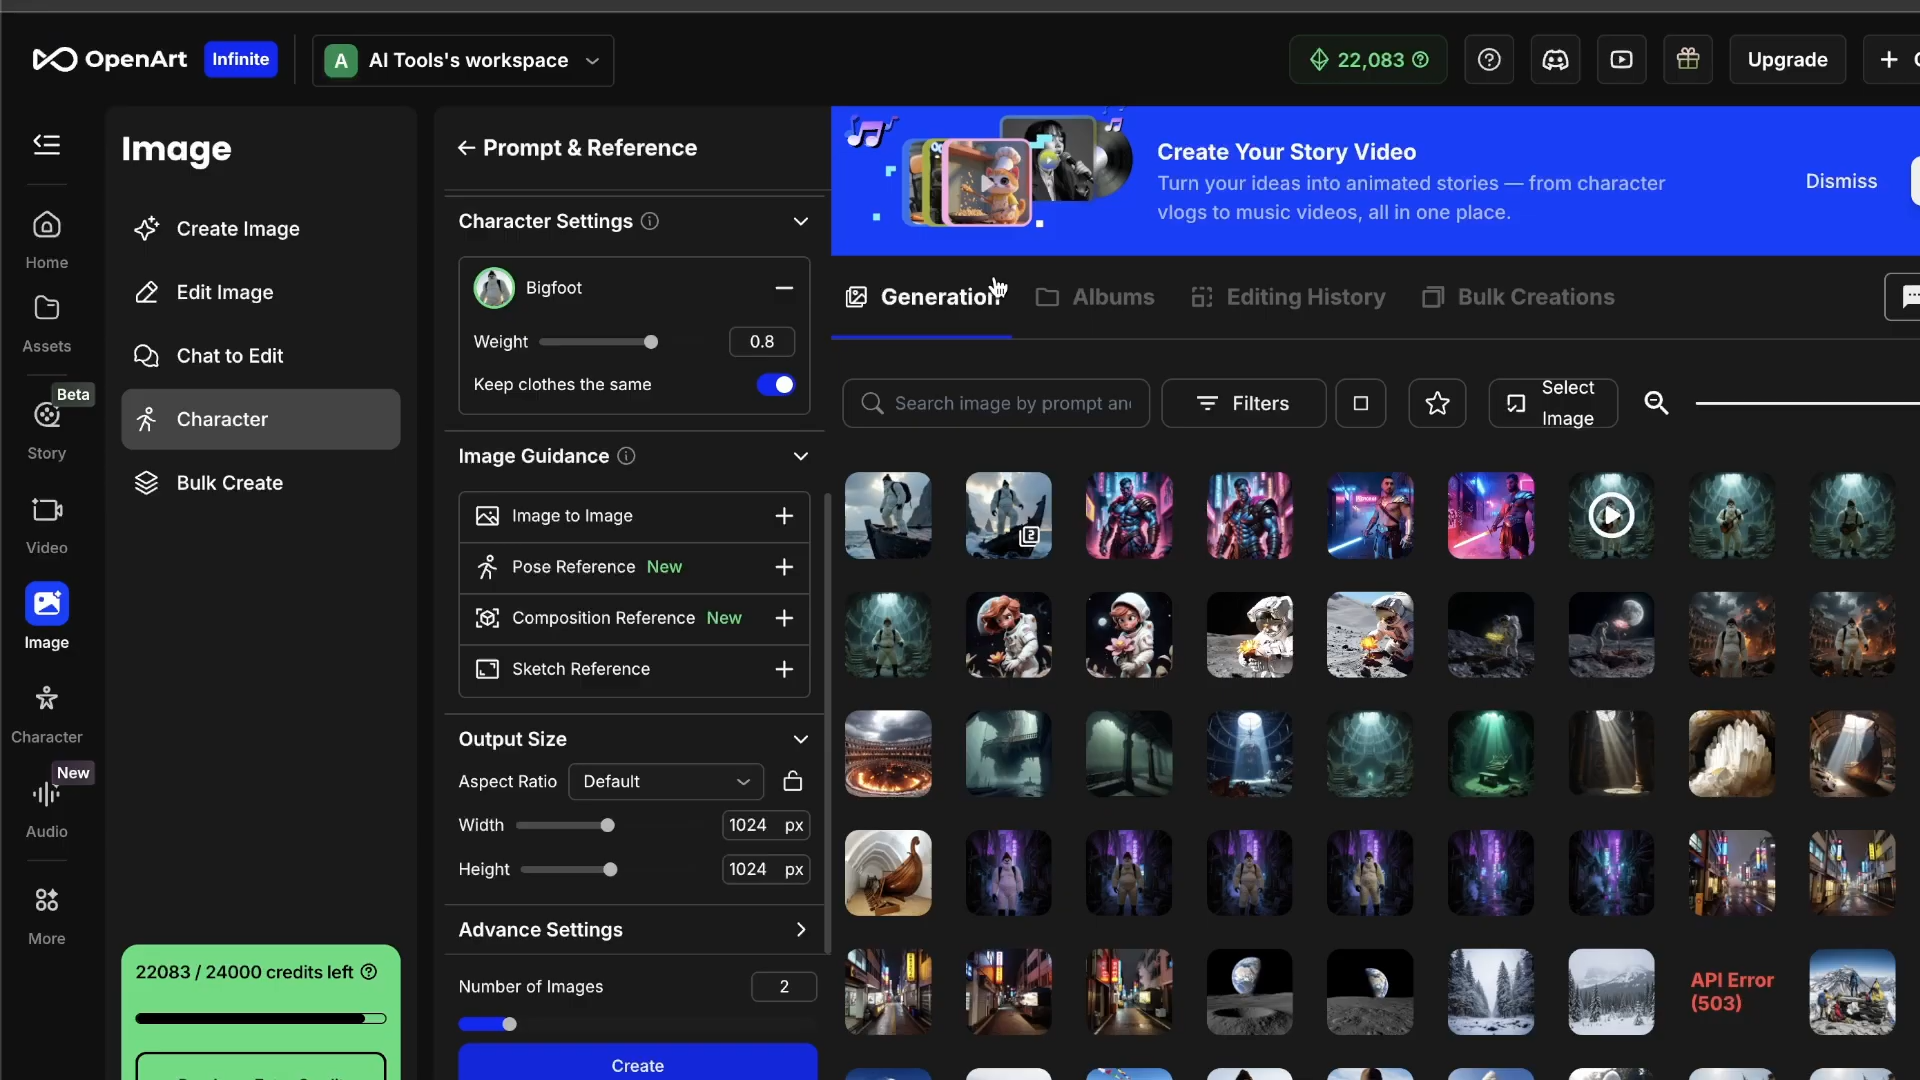 OpenArt
Infinite
A
AI Tools's workspace
22,083
Upgrade
Image
Create Image
Edit Image
Chat to Edit
Character
Bulk Create
Home
Assets
Beta
Story
Video
Image
Character
New
Audio
More
22083 / 24000 credits left
Prompt & Reference
Character Settings
Bigfoot
Weight
0.8
Keep clothes the same
Image Guidance
Image to Image
Pose Reference New
Composition Reference New
Sketch Reference
Output Size
Aspect Ratio
Default
Width
1024 px
Height
1024 px
Advance Settings
Number of Images
2
Create
Create Your Story Video
Turn your ideas into animated stories — from character
vlogs to music videos, all in one place.
Dismiss
Generation
Albums
Editing History
Bulk Creations
Search image by prompt an
Filters
Select
Image
2
API Error
(503)